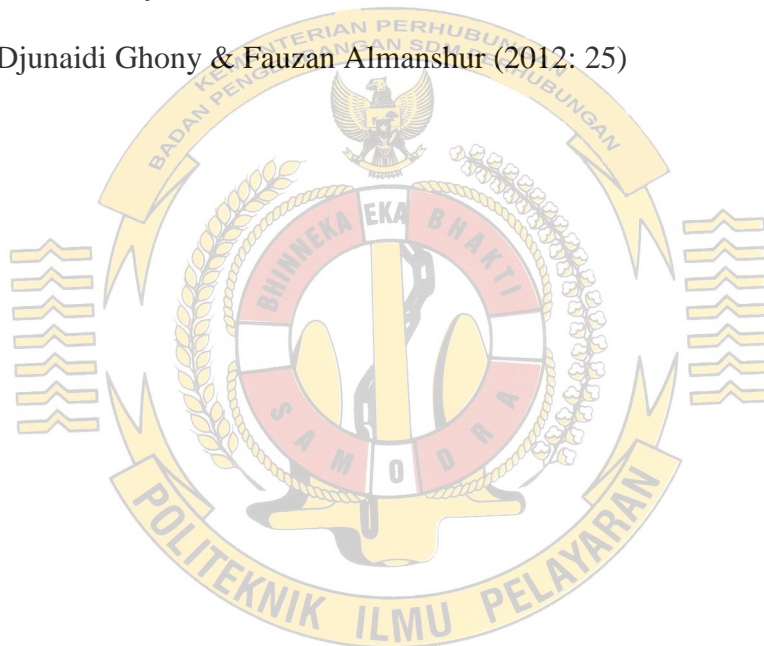 KEMENTERIAN PERHUBUNGAN
BADAN PENGEMBANGAN SDM PERHUBUNGAN
Djunaidi Ghony & Fauzan Almanshur (2012: 25)
BHINNEKA EKA BHAKTI
SAMODRA
POLITEKNIK ILMU PELAYARAN